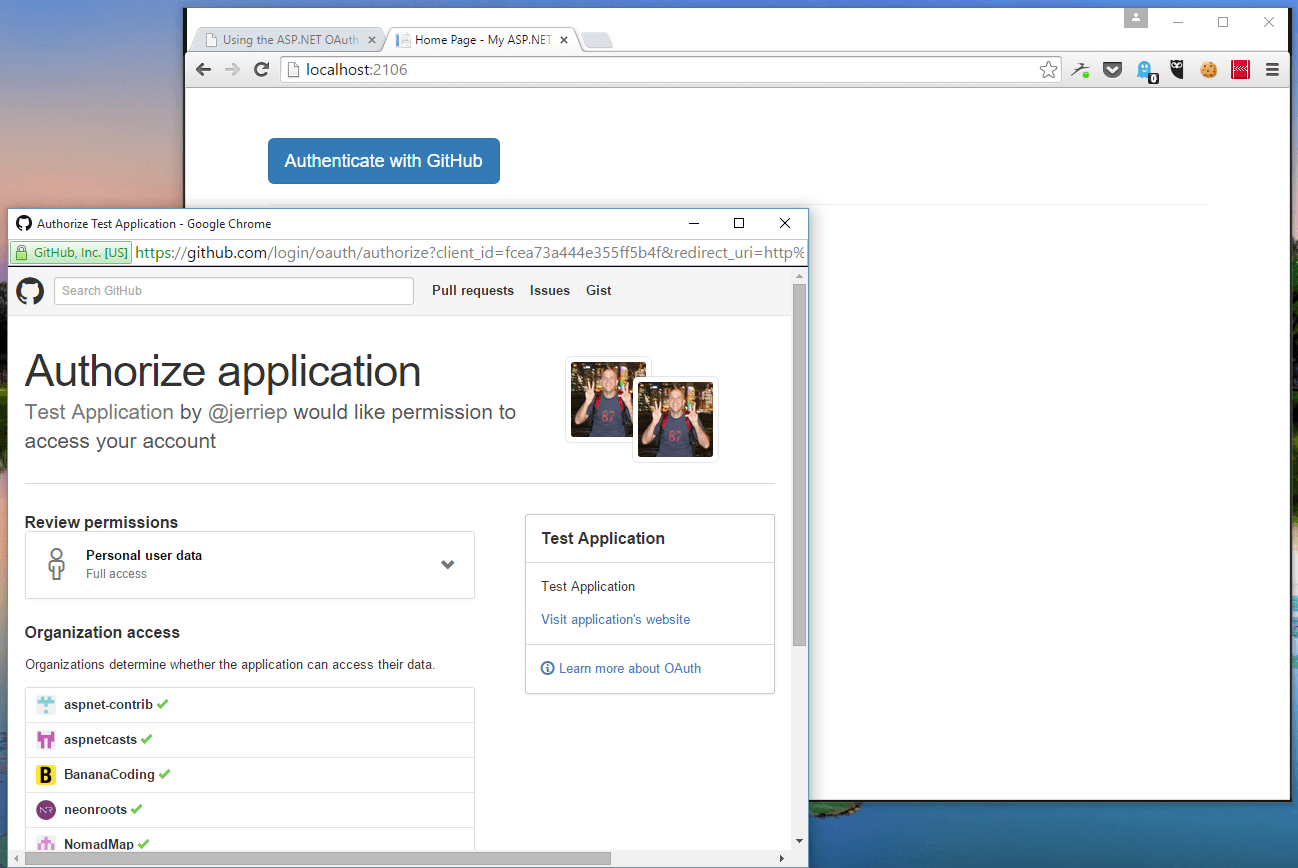 Using the ASP.NET OAuth
Home Page - My ASP.NET
localhost:2106
0
Authenticate with GitHub
Authorize Test Application - Google Chrome
GitHub, Inc. [US] https://github.com/login/oauth/authorize?client_id=fcea73a444e355ff5b4f&redirect_uri=http%
Search GitHub
Pull requests Issues Gist
Authorize application
Test Application by @jerriep would like permission to
access your account
87
87
Review permissions
Personal user data
Full access
Organization access
Organizations determine whether the application can access their data.
aspnet-contrib
aspnetcasts
B BananaCoding
NR neonroots
NomadMap
Test Application
Test Application
Visit application's website
Learn more about OAuth